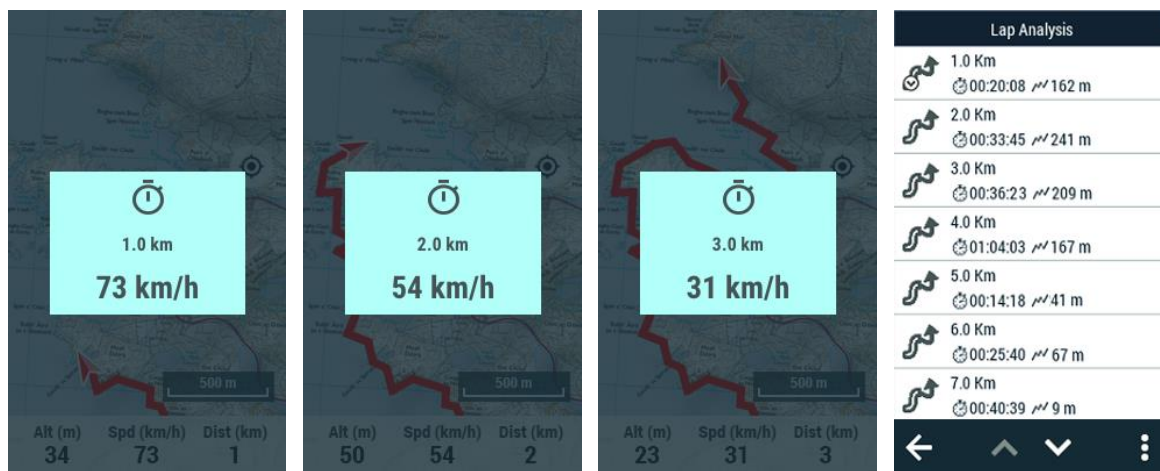 1.0 km
73 km/h
500 m
Alt (m) Spd (km/h) Dist (km)
34 73 1
2.0 km
54 km/h
500 m
Alt (m) Spd (km/h) Dist (km)
50 54 2
3.0 km
31 km/h
500 m
Alt (m) Spd (km/h) Dist (km)
23 31 3
Lap Analysis
1.0 Km
00:20:08 162 m
2.0 Km
00:33:45 241 m
3.0 Km
00:36:23 209 m
4.0 Km
01:04:03 167 m
5.0 Km
00:14:18 41 m
6.0 Km
00:25:40 67 m
7.0 Km
00:40:39 9 m